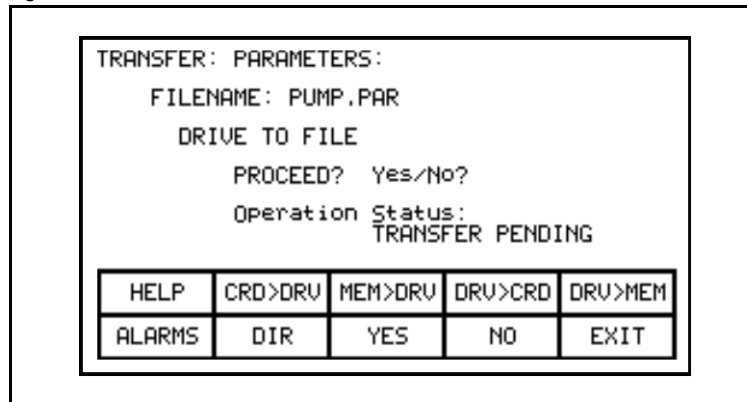 TRANSFER: PARAMETERS:
FILENAME: PUMP.PAR
DRIVE TO FILE
PROCEED? Yes/No?
Operation Status:
TRANSFER PENDING
HELP CRD>DRV MEM>DRV DRV>CRD DRV>MEM
ALARMS DIR YES NO EXIT